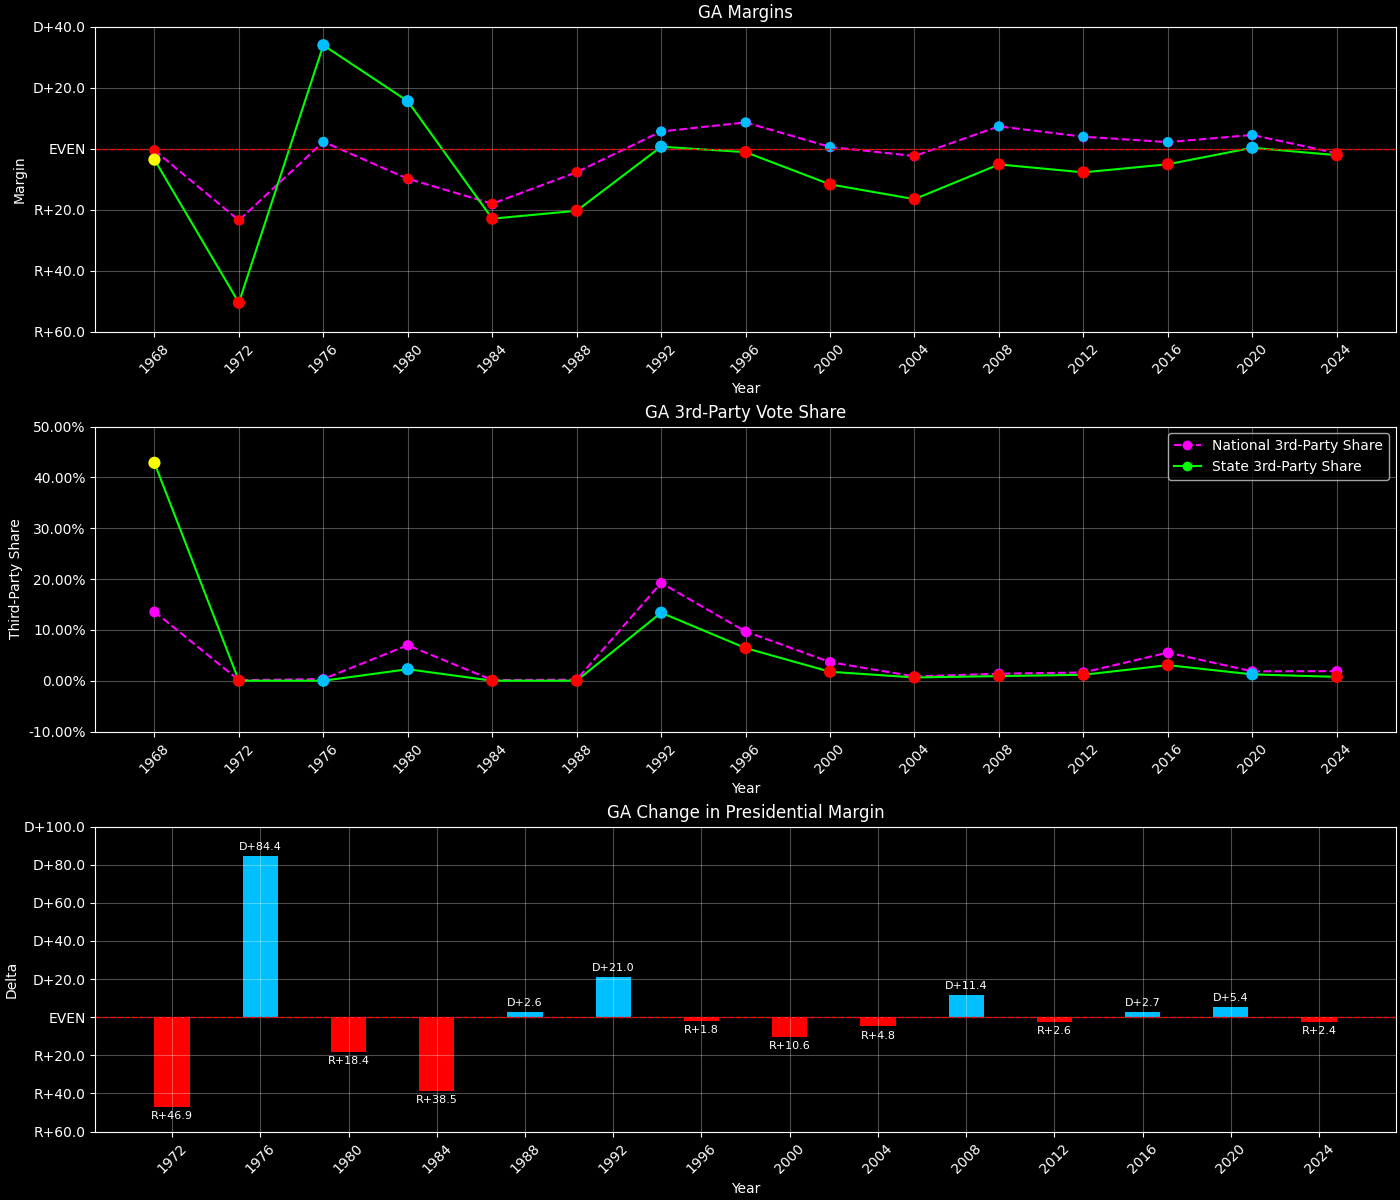 GA Margins
D+40.0
D+20.0
EVEN
R+20.0
R+40.0
R+60.0
Margin
1968 1972 1976 1980 1984 1988 1992 1996 2000 2004 2008 2012 2016 2020 2024
Year
GA 3rd-Party Vote Share
50.00%
40.00%
30.00%
20.00%
10.00%
0.00%
-10.00%
Third-Party Share
National 3rd-Party Share
State 3rd-Party Share
1968 1972 1976 1980 1984 1988 1992 1996 2000 2004 2008 2012 2016 2020 2024
Year
GA Change in Presidential Margin
D+100.0
D+80.0
D+60.0
D+40.0
D+20.0
EVEN
R+20.0
R+40.0
R+60.0
Delta
R+46.9
D+84.4
R+18.4
R+38.5
D+2.6
D+21.0
R+1.8
R+10.6
R+4.8
D+11.4
R+2.6
D+2.7
D+5.4
R+2.4
1972 1976 1980 1984 1988 1992 1996 2000 2004 2008 2012 2016 2020 2024
Year